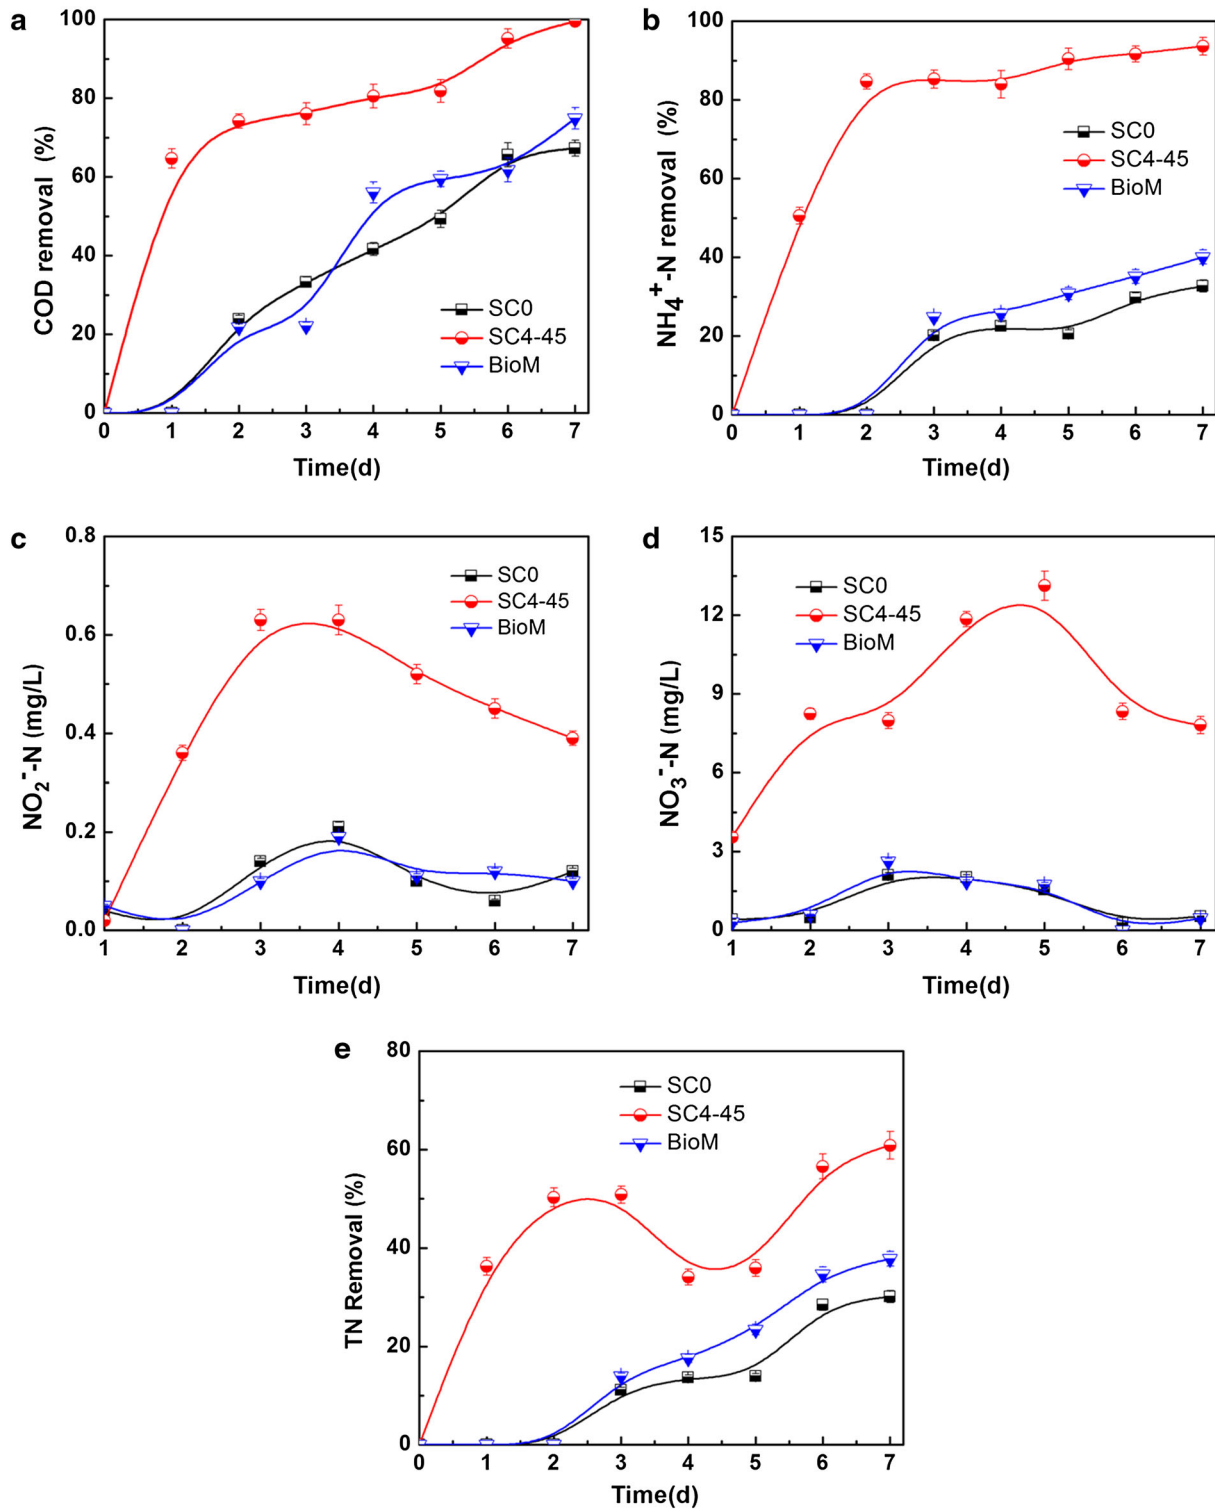 a
100
80
60
40
20
0
COD removal (%)
SC0
SC4-45
BioM
0 1 2 3 4 5 6 7
Time(d)
b
100
80
60
40
20
0
NH₄⁺-N removal (%)
SC0
SC4-45
BioM
0 1 2 3 4 5 6 7
Time(d)
c
0.8
0.6
0.4
0.2
0.0
NO₂⁻-N (mg/L)
SC0
SC4-45
BioM
1 2 3 4 5 6 7
Time(d)
d
15
12
9
6
3
0
NO₃⁻-N (mg/L)
SC0
SC4-45
BioM
1 2 3 4 5 6 7
Time(d)
e
80
60
40
20
0
TN Removal (%)
SC0
SC4-45
BioM
0 1 2 3 4 5 6 7
Time(d)